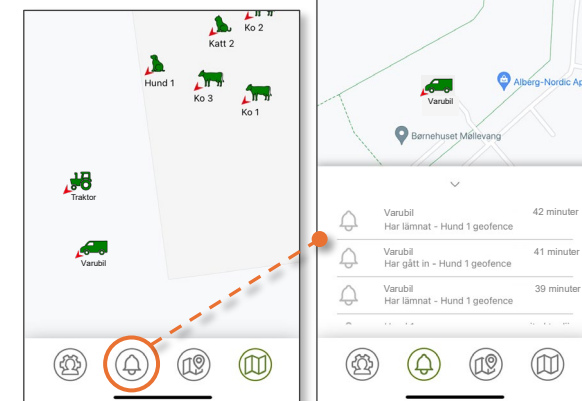 Ko 2
Katt 2
Hund 1
Ko 3
Ko 1
Traktor
Varubil
Varubil
Alberg-Nordic Ap
Børnehuset Møllevang
Varubil
42 minuter
Har lämnat - Hund 1 geofence
Varubil
41 minuter
Har gått in - Hund 1 geofence
Varubil
39 minuter
Har lämnat - Hund 1 geofence